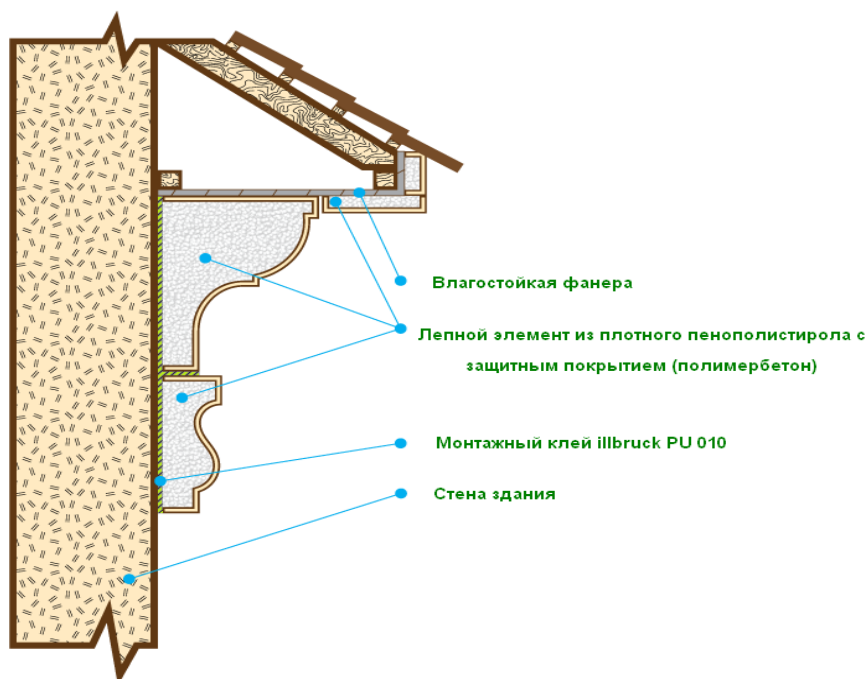 Влагостойкая фанера
Лепной элемент из плотного пенополистирола с
защитным покрытием (полимербетон)
Монтажный клей illbruck PU 010
Стена здания